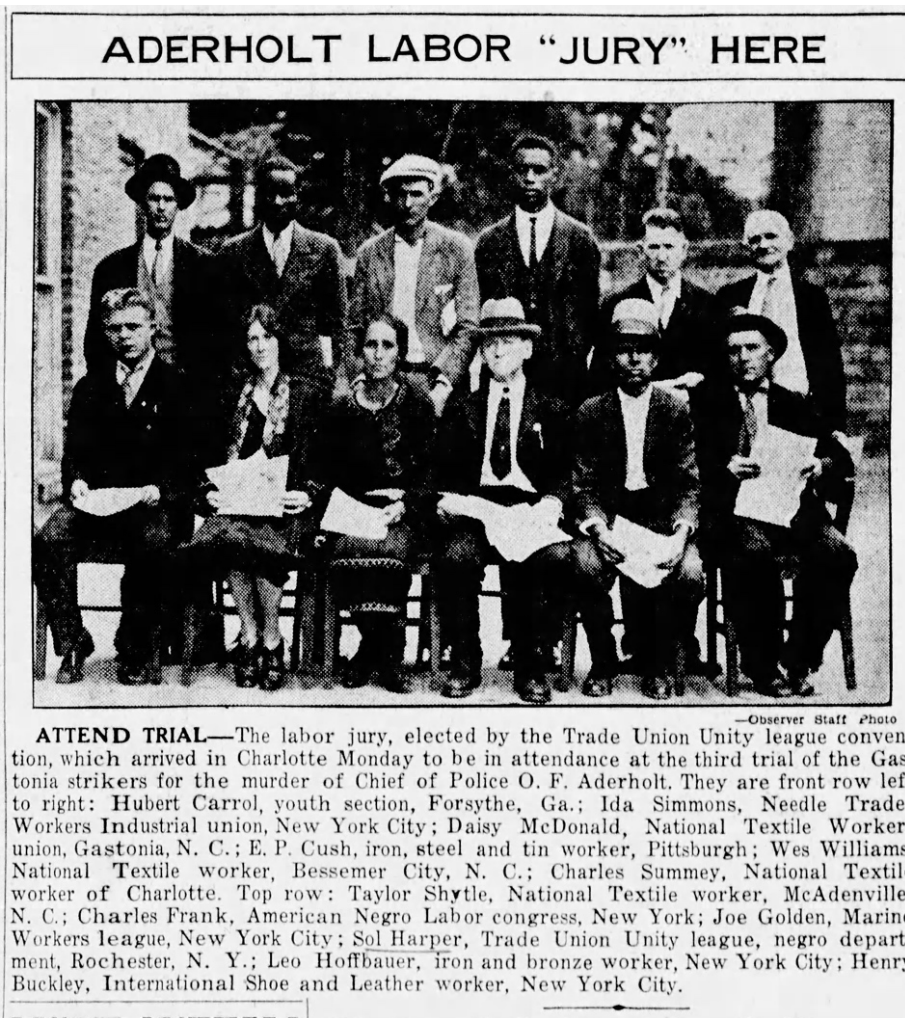 ADERHOLT LABOR "JURY" HERE
—Observer Staff Photo
ATTEND TRIAL—The labor jury, elected by the Trade Union Unity league conven
tion, which arrived in Charlotte Monday to be in attendance at the third trial of the Gas
tonia strikers for the murder of Chief of Police O. F. Aderholt. They are front row lef
to right: Hubert Carrol, youth section, Forsythe, Ga.; Ida Simmons, Needle Trade
Workers Industrial union, New York City; Daisy McDonald, National Textile Worker
union, Gastonia, N. C.; E. P. Cush, iron, steel and tin worker, Pittsburgh; Wes Williams
National Textile worker, Bessemer City, N. C.; Charles Summey, National Textil
worker of Charlotte. Top row: Taylor Shytle, National Textile worker, McAdenville
N. C.; Charles Frank, American Negro Labor congress, New York; Joe Golden, Marine
Workers league, New York City; Sol Harper, Trade Union Unity league, negro depart
ment, Rochester, N. Y.; Leo Hoffbauer, iron and bronze worker, New York City; Henry
Buckley, International Shoe and Leather worker, New York City.